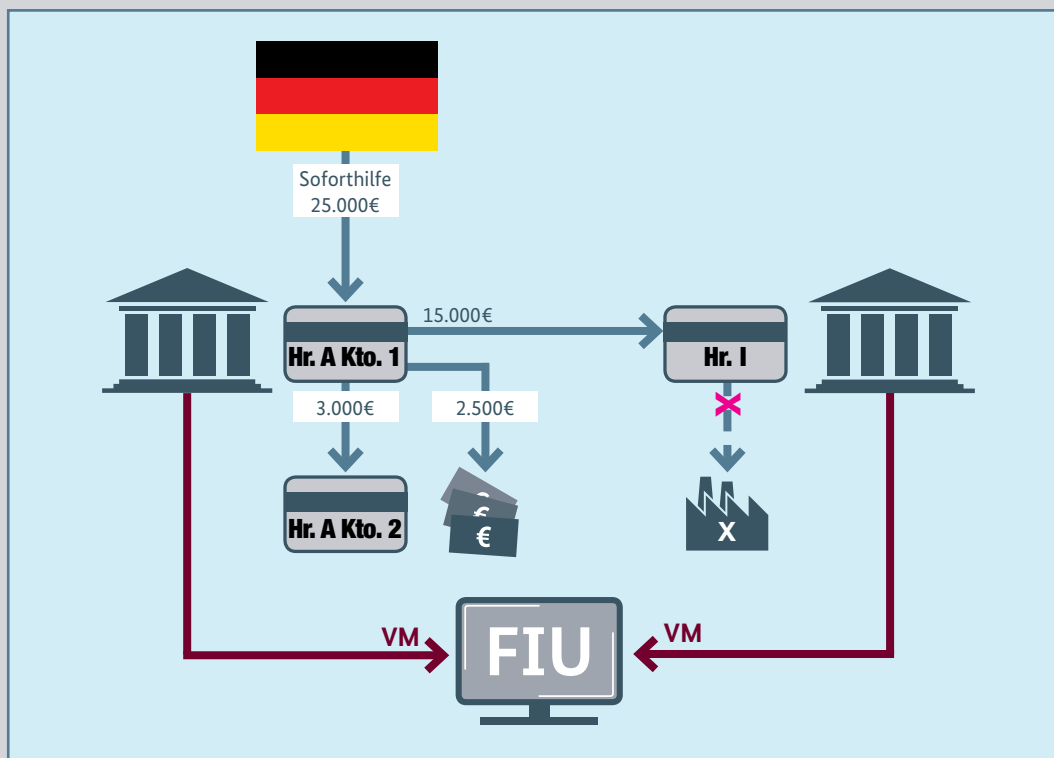 Soforthilfe
25.000€
15.000€
Hr. A Kto. 1
Hr. I
3.000€
2.500€
Hr. A Kto. 2
€
€
€
X
VM
VM
FIU